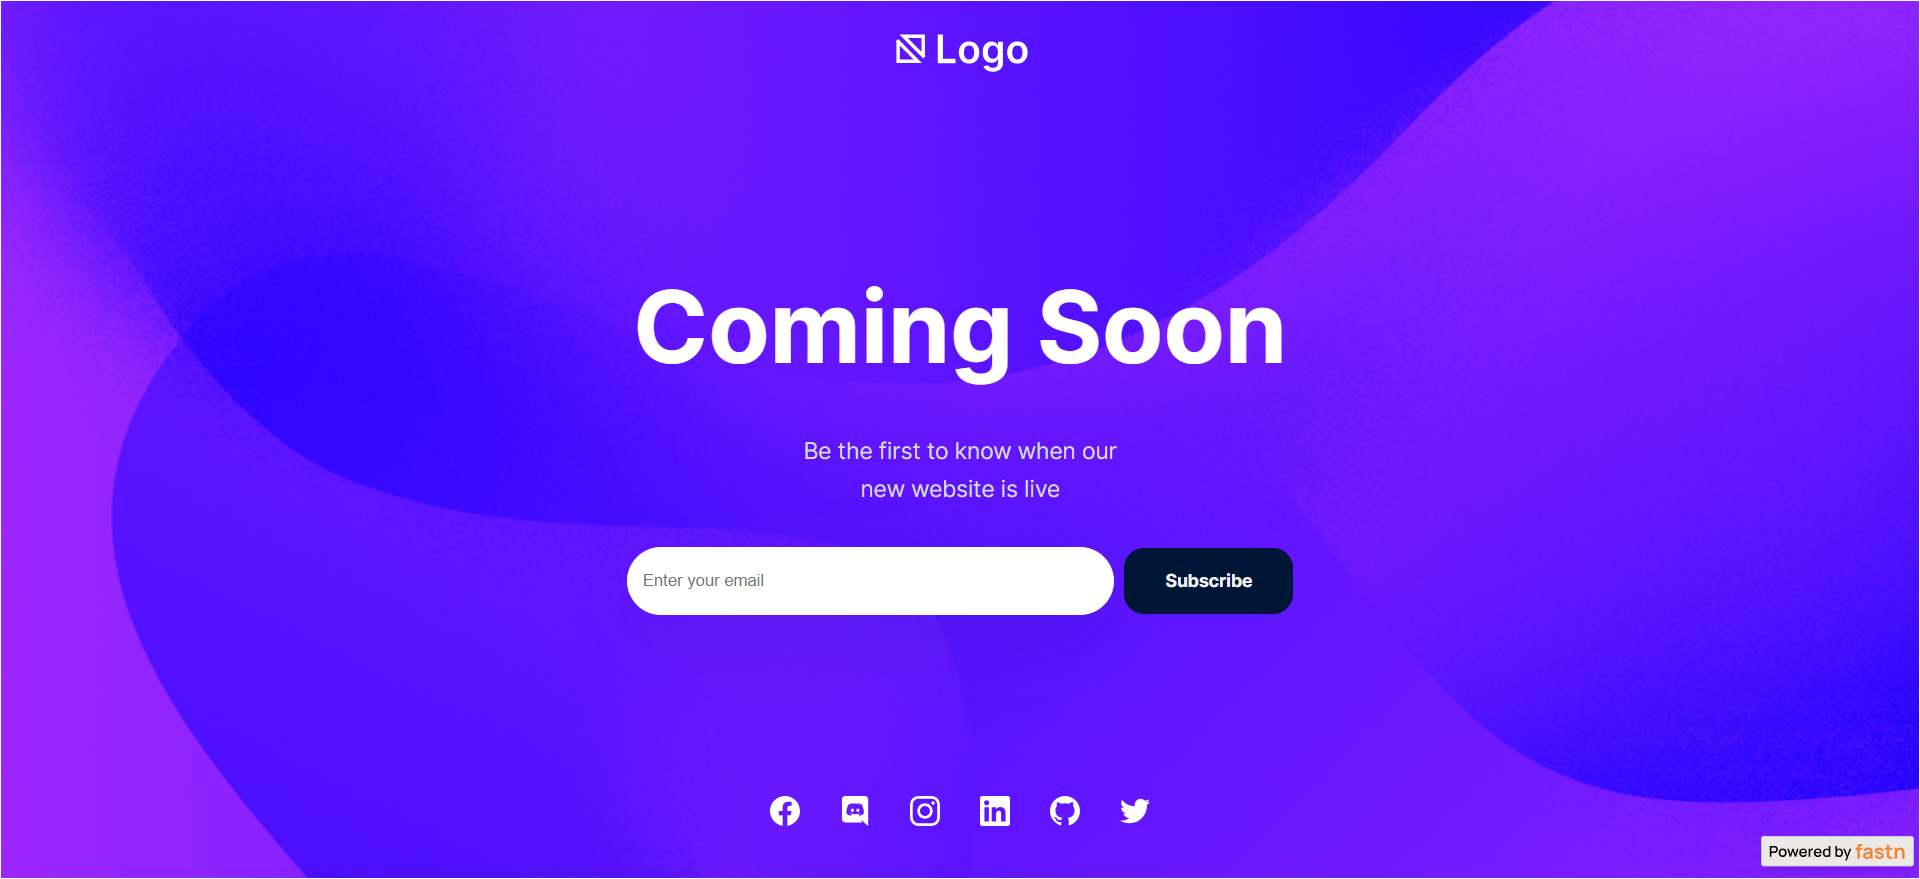 Logo
Coming Soon
Be the first to know when our
new website is live
Enter your email
Subscribe
Powered by fastn